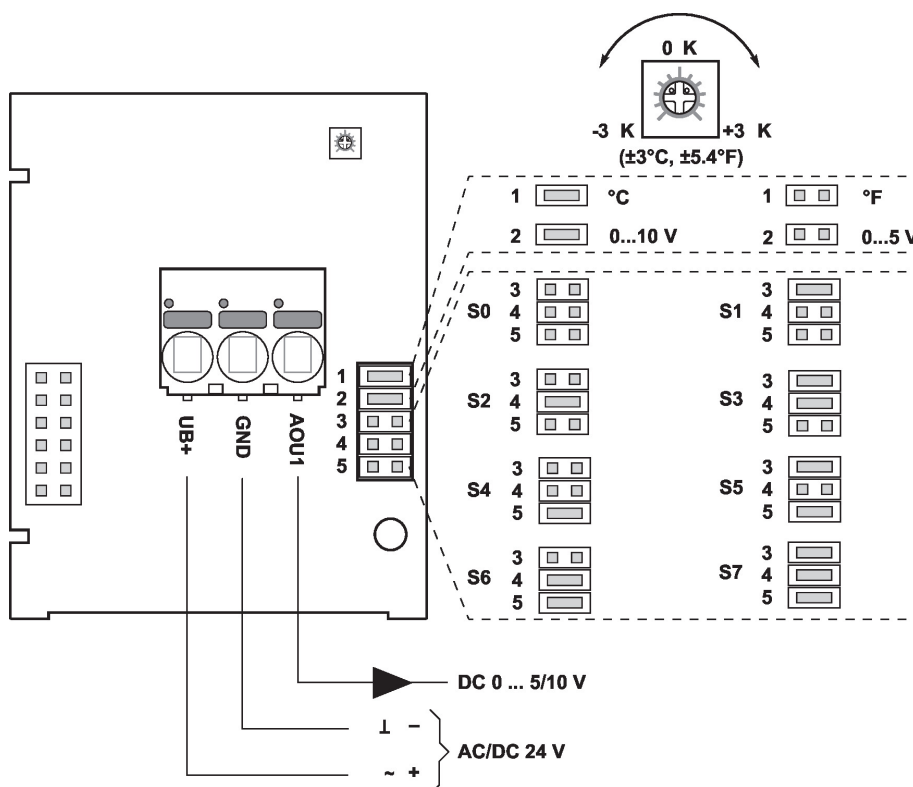 0 K
-3 K +3 K
(±3°C, ±5.4°F)
1 °C 1 °F
2 0...10 V 2 0...5 V
S0 3 4 5 S1 3 4 5
S2 3 4 5 S3 3 4 5
S4 3 4 5 S5 3 4 5
S6 3 4 5 S7 3 4 5
1
2
3
4
5
UB+ GND AOU1
DC 0 ... 5/10 V
⊥ −
AC/DC 24 V
~ +